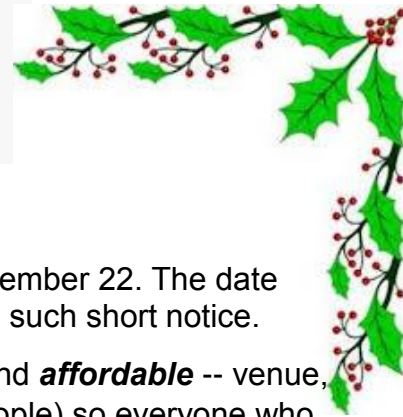 ember 22. The date
such short notice.
nd affordable -- venue,
ople) so everyone who